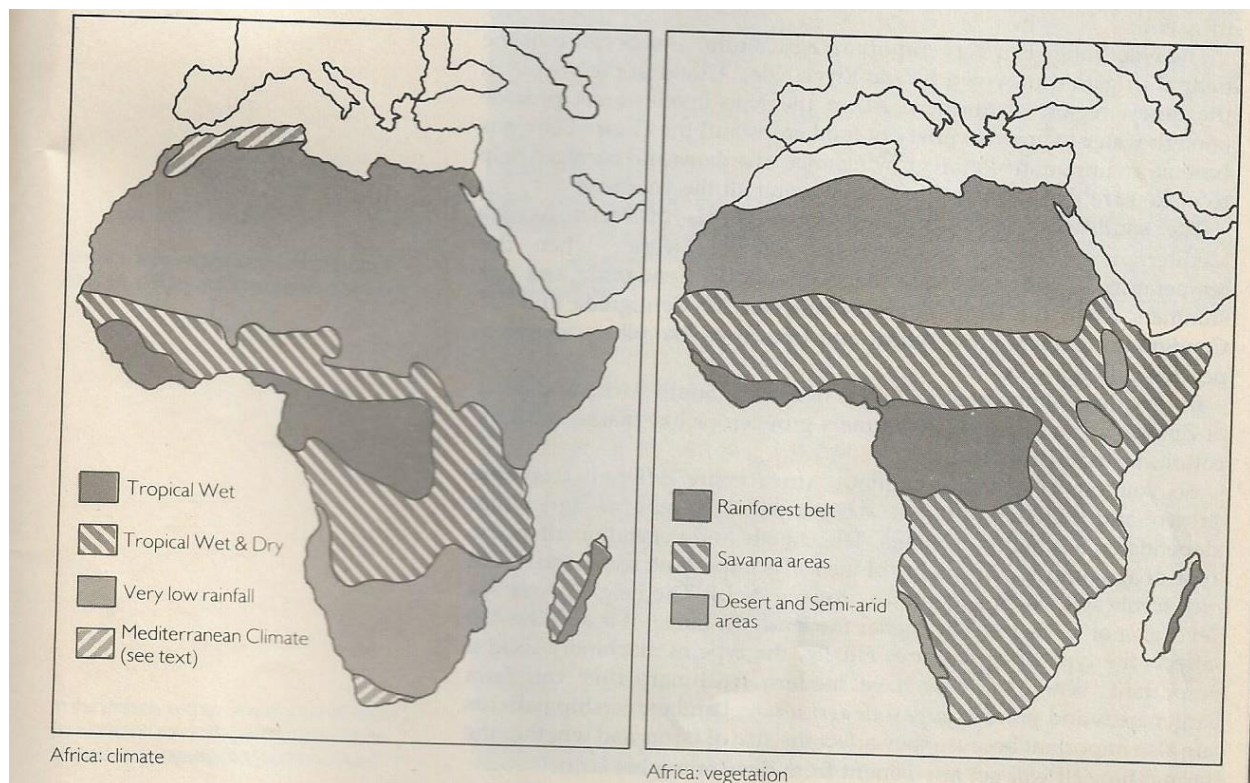 Tropical Wet
Tropical Wet & Dry
Very low rainfall
Mediterranean Climate
(see text)
Africa: climate
Rainforest belt
Savanna areas
Desert and Semi-arid
areas
Africa: vegetation